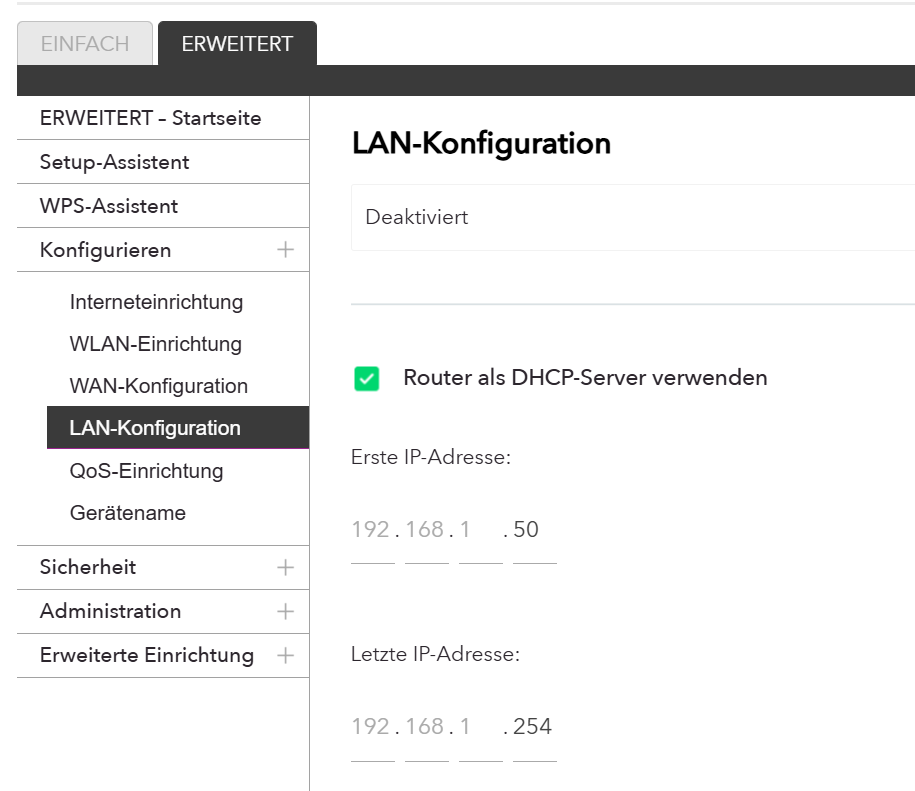 EINFACH
ERWEITERT
ERWEITERT – Startseite
Setup-Assistent
WPS-Assistent
Konfigurieren
Interneteinrichtung
WLAN-Einrichtung
WAN-Konfiguration
LAN-Konfiguration
QoS-Einrichtung
Gerätename
Sicherheit
Administration
Erweiterte Einrichtung
LAN-Konfiguration
Deaktiviert
Router als DHCP-Server verwenden
Erste IP-Adresse:
192.168.1.50
Letzte IP-Adresse:
192.168.1.254